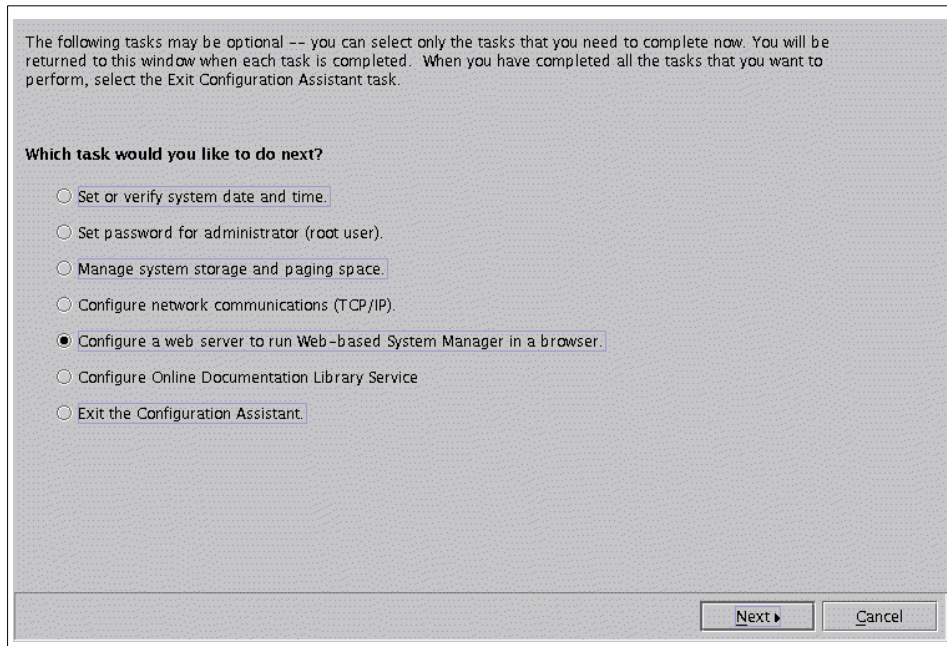 The following tasks may be optional -- you can select only the tasks that you need to complete now. You will be
returned to this window when each task is completed. When you have completed all the tasks that you want to
perform, select the Exit Configuration Assistant task.
Which task would you like to do next?
Set or verify system date and time.
Set password for administrator (root user).
Manage system storage and paging space.
Configure network communications (TCP/IP).
Configure a web server to run Web-based System Manager in a browser.
Configure Online Documentation Library Service
Exit the Configuration Assistant.
Next
Cancel